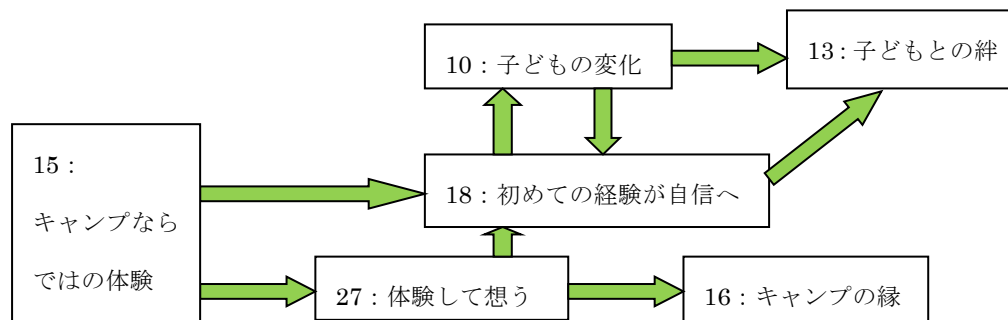 10：子どもの変化
13：子どもとの絆
15：
キャンプなら
ではの体験
18：初めての経験が自信へ
27：体験して想う
16：キャンプの縁